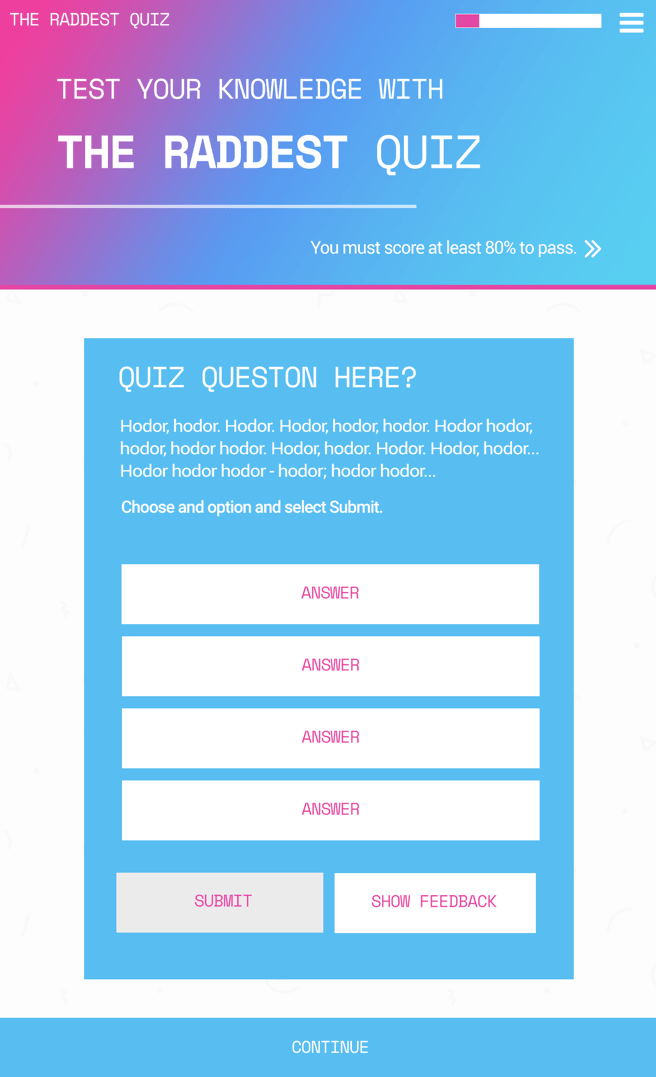 THE RADDEST QUIZ
TEST YOUR KNOWLEDGE WITH
THE RADDEST QUIZ
You must score at least 80% to pass.
QUIZ QUESTON HERE?
Hodor, hodor. Hodor. Hodor, hodor, hodor. Hodor hodor,
hodor, hodor hodor. Hodor, hodor. Hodor. Hodor, hodor...
Hodor hodor hodor - hodor; hodor hodor...
Choose and option and select Submit.
ANSWER
ANSWER
ANSWER
ANSWER
SUBMIT
SHOW FEEDBACK
CONTINUE